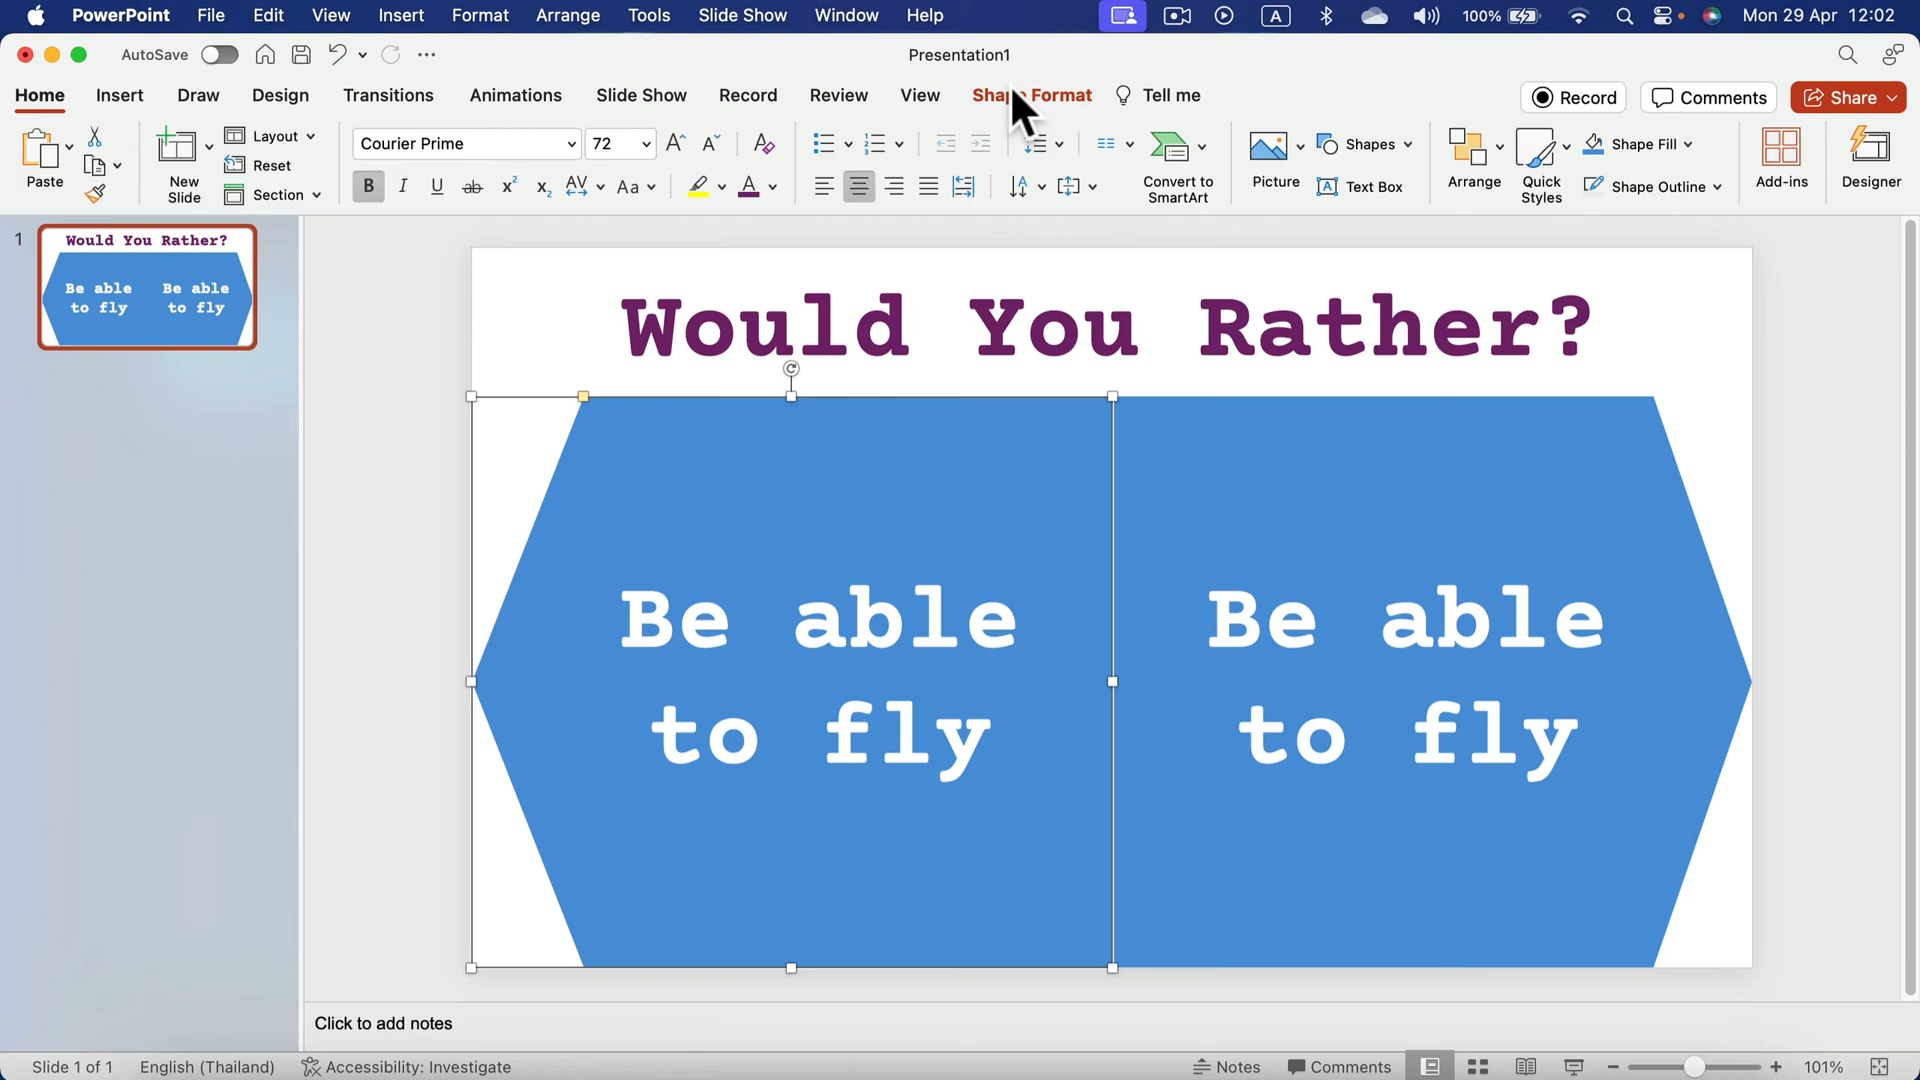 PowerPoint File Edit View Insert Format Arrange Tools Slide Show Window Help A 100% Mon 29 Apr 12:02
AutoSave Presentation1
Home Insert Draw Design Transitions Animations Slide Show Record Review View Shape Format Tell me Record Comments Share
Paste
New
Slide
Layout
Reset
Section
Courier Prime 72
Convert to
SmartArt
Picture
Shapes
Text Box
Arrange
Quick
Styles
Shape Fill
Shape Outline
Add-ins
Designer
1
Would You Rather?
Be able
to fly
Be able
to fly
Would You Rather?
Be able
to fly
Be able
to fly
Click to add notes
Slide 1 of 1 English (Thailand) Accessibility: Investigate Notes Comments 101%